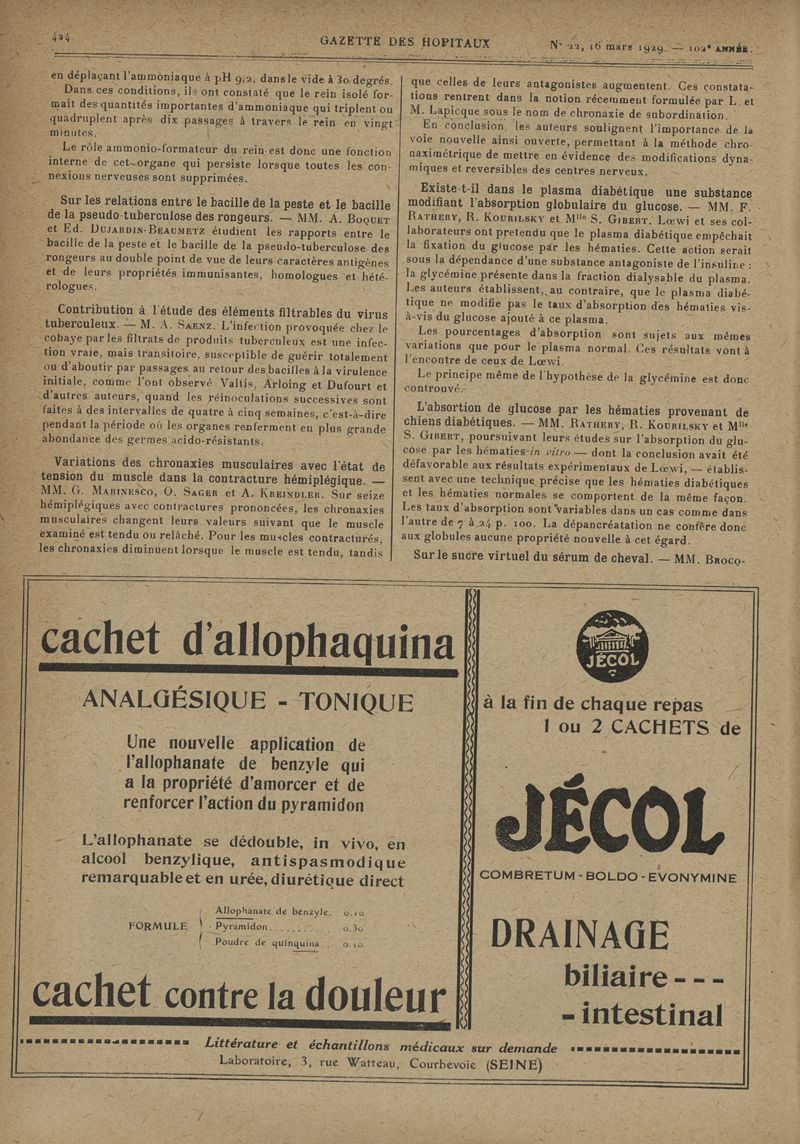 424
GAZETTE DES HOPITAUX
N° 22, 16 mars 1929. — 102e ANNÉE.
en déplaçant l'ammoniaque à pH 9,2, dans le vide à 30 degrés.
Dans ces conditions, ils ont constaté que le rein isolé for-
mait des quantités importantes d'ammoniaque qui triplent ou
quadruplent après dix passages à travers le rein en vingt
minutes.
Le rôle ammonio-formateur du rein est donc une fonction
interne de cet organe qui persiste lorsque toutes les con-
nexions nerveuses sont supprimées.
Sur les relations entre le bacille de la peste et le bacille
de la pseudo-tuberculose des rongeurs. — MM. A. BOQUET
et Ed. DUJARDIN-BEAUMETZ étudient les rapports entre le
bacille de la peste et le bacille de la pseudo-tuberculose des
rongeurs au double point de vue de leurs caractères antigènes
et de leurs propriétés immunisantes, homologues et hété-
rologues.
Contribution à l'étude des éléments filtrables du virus
tuberculeux. — M. A. SAENZ. L'infection provoquée chez le
cobaye par les filtrats de produits tuberculeux est une infec-
tion vraie, mais transitoire, susceptible de guérir totalement
ou d'aboutir par passages au retour des bacilles à la virulence
initiale, comme l'ont observé Valtis, Arloing et Dufourt et
d'autres auteurs, quand les réinoculations successives sont
faites à des intervalles de quatre à cinq semaines, c'est-à-dire
pendant la période où les organes renferment en plus grande
abondance des germes acido-résistants.
Variations des chronaxies musculaires avec l'état de
tension du muscle dans la contracture hémiplégique. —
MM. G. MARINESCO, O. SAGER et A. KREINDLER. Sur seize
hémiplégiques avec contractures prononcées, les chronaxies
musculaires changent leurs valeurs suivant que le muscle
examiné est tendu ou relâché. Pour les muscles contracturés,
les chronaxies diminuent lorsque le muscle est tendu, tandis
que celles de leurs antagonistes augmentent. Ces constata-
tions rentrent dans la notion récemment formulée par L. et
M. Lapicque sous le nom de chronaxie de subordination.
En conclusion, les auteurs soulignent l'importance de la
voie nouvelle ainsi ouverte, permettant à la méthode chro
naximétrique de mettre en évidence des modifications dyna-
miques et reversibles des centres nerveux.
Existe-t-il dans le plasma diabétique une substance
modifiant l'absorption globulaire du glucose. — MM. F.
RATHERY, R. KOURILSKY et Mlle S. GIBERT. Lœwi et ses col-
laborateurs ont pretendu que le plasma diabétique empêchait
la fixation du glucose par les hématies. Cette action serait
sous la dépendance d'une substance antagoniste de l'insuline :
la glycémine présente dans la fraction dialysable du plasma.
Les auteurs établissent, au contraire, que le plasma diabé-
tique ne modifie pas le taux d'absorption des hématies vis-
à-vis du glucose ajouté à ce plasma.
Les pourcentages d'absorption sont sujets aux mêmes
variations que pour le plasma normal. Ces résultats vont à
l'encontre de ceux de Lœwi.
Le principe même de l'hypothèse de la glycémine est donc
controuvé.
L'absortion de glucose par les hématies provenant de
chiens diabétiques. — MM. RATHERY, R. KOURILSKY et Mlle
S. GIBERT, poursuivant leurs études sur l'absorption du glu-
cose par les hématies in vitro — dont la conclusion avait été
défavorable aux résultats expérimentaux de Lœwi, — établis-
sent avec une technique précise que les hématies diabétiques
et les hématies normales se comportent de la même façon.
Les taux d'absorption sont variables dans un cas comme dans
l'autre de 7 à 24 p. 100. La dépancréatation ne confère donc
aux globules aucune propriété nouvelle à cet égard.
Sur le sucre virtuel du sérum de cheval. — MM. BROCQ-
cachet d'allophaquina
ANALGÉSIQUE - TONIQUE
Une nouvelle application de
l'allophanate de benzyle qui
a la propriété d'amorcer et de
renforcer l'action du pyramidon
L'allophanate se dédouble, in vivo, en
alcool benzylique, antispasmodique
remarquable et en urée, diurétique direct
FORMULE
Allophanate de benzyle. 0.10
Pyramidon.......... 0.30
Poudre de quinquina... 0.10
cachet contre la douleur
JÉCOL
à la fin de chaque repas
1 ou 2 CACHETS de
JÉCOL
COMBRETUM - BOLDO - EVONYMINE
DRAINAGE
biliaire - - -
- intestinal
Littérature et échantillons médicaux sur demande
Laboratoire, 3, rue Watteau, Courbevoie (SEINE)